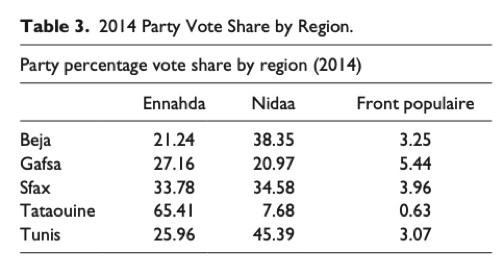 Table 3. 2014 Party Vote Share by Region.
Party percentage vote share by region (2014)
Ennahda Nidaa Front populaire
Beja 21.24 38.35 3.25
Gafsa 27.16 20.97 5.44
Sfax 33.78 34.58 3.96
Tataouine 65.41 7.68 0.63
Tunis 25.96 45.39 3.07